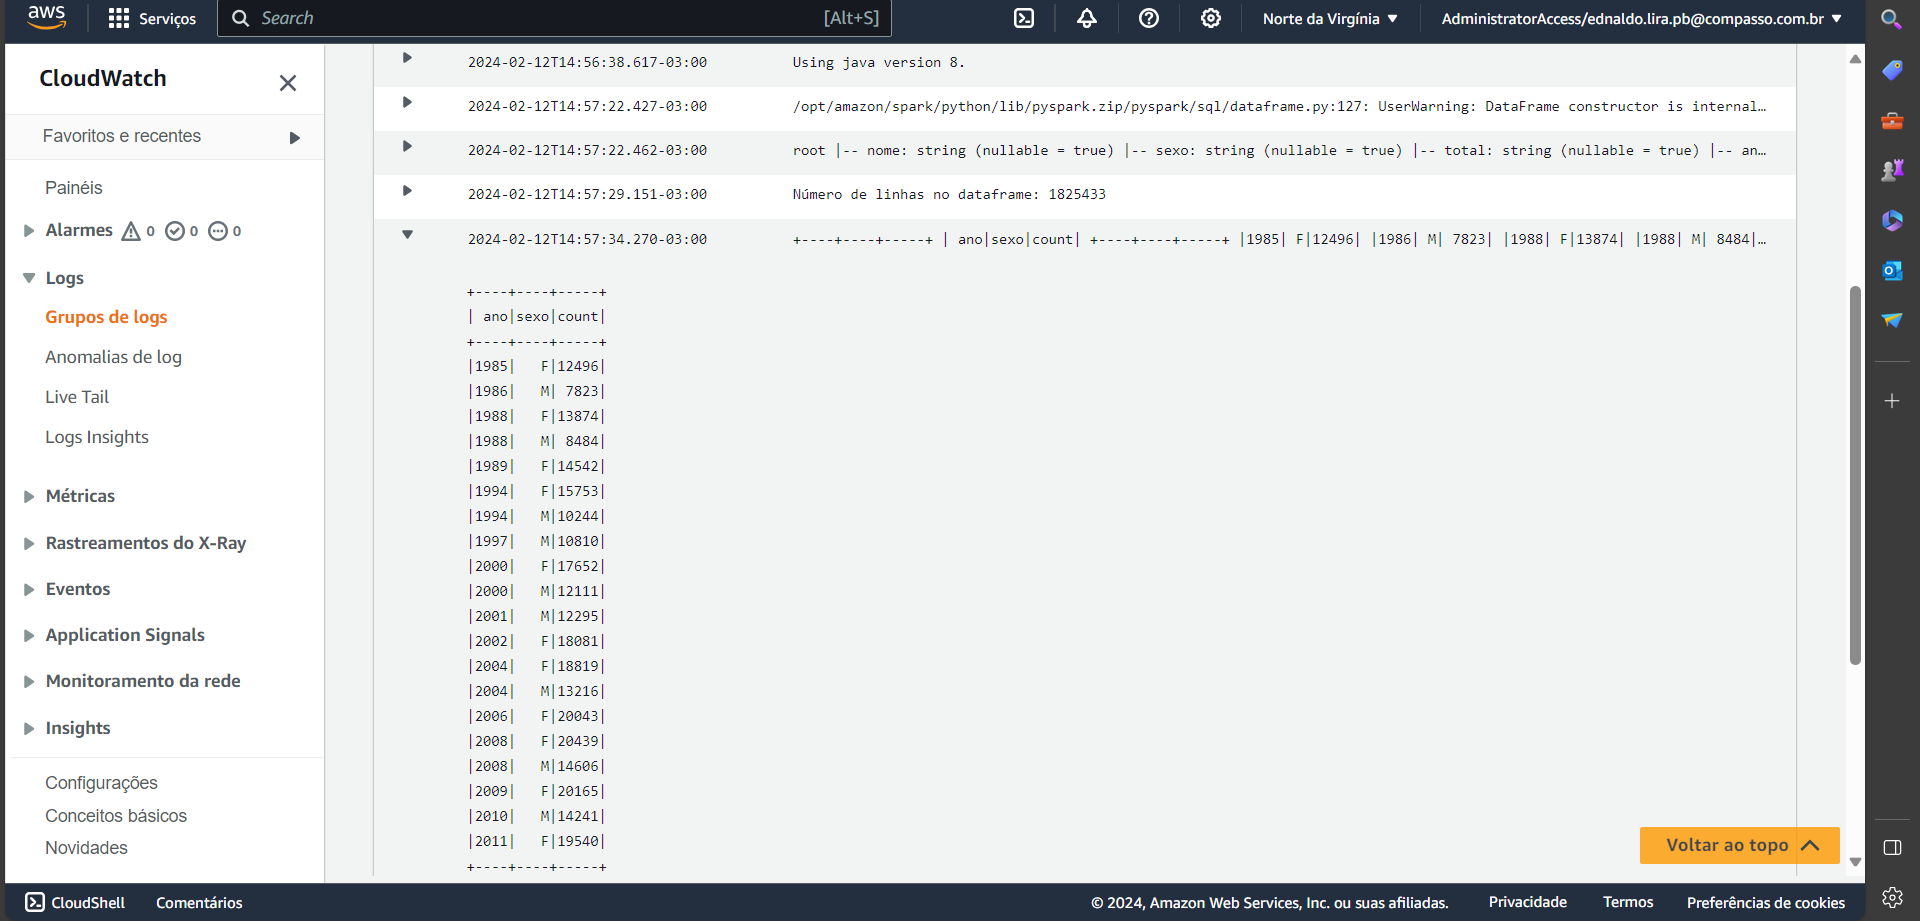 aws Serviços Search [Alt+S] Norte da Virgínia AdministratorAccess/ednaldo.lira.pb@compasso.com.br
CloudWatch
Favoritos e recentes
Painéis
Alarmes 0 0 0
Logs
Grupos de logs
Anomalias de log
Live Tail
Logs Insights
Métricas
Rastreamentos do X-Ray
Eventos
Application Signals
Monitoramento da rede
Insights
Configurações
Conceitos básicos
Novidades
2024-02-12T14:56:38.617-03:00 Using java version 8.
2024-02-12T14:57:22.427-03:00 /opt/amazon/spark/python/lib/pyspark.zip/pyspark/sql/dataframe.py:127: UserWarning: DataFrame constructor is internal…
2024-02-12T14:57:22.462-03:00 root |-- nome: string (nullable = true) |-- sexo: string (nullable = true) |-- total: string (nullable = true) |-- an…
2024-02-12T14:57:29.151-03:00 Número de linhas no dataframe: 1825433
2024-02-12T14:57:34.270-03:00 +----+----+-----+ | ano|sexo|count| +----+----+-----+ |1985| F|12496| |1986| M| 7823| |1988| F|13874| |1988| M| 8484|…
+----+----+-----+
| ano|sexo|count|
+----+----+-----+
|1985|   F|12496|
|1986|   M| 7823|
|1988|   F|13874|
|1988|   M| 8484|
|1989|   F|14542|
|1994|   F|15753|
|1994|   M|10244|
|1997|   M|10810|
|2000|   F|17652|
|2000|   M|12111|
|2001|   M|12295|
|2002|   F|18081|
|2004|   F|18819|
|2004|   M|13216|
|2006|   F|20043|
|2008|   F|20439|
|2008|   M|14606|
|2009|   F|20165|
|2010|   M|14241|
|2011|   F|19540|
+----+----+-----+
Voltar ao topo
CloudShell Comentários © 2024, Amazon Web Services, Inc. ou suas afiliadas. Privacidade Termos Preferências de cookies